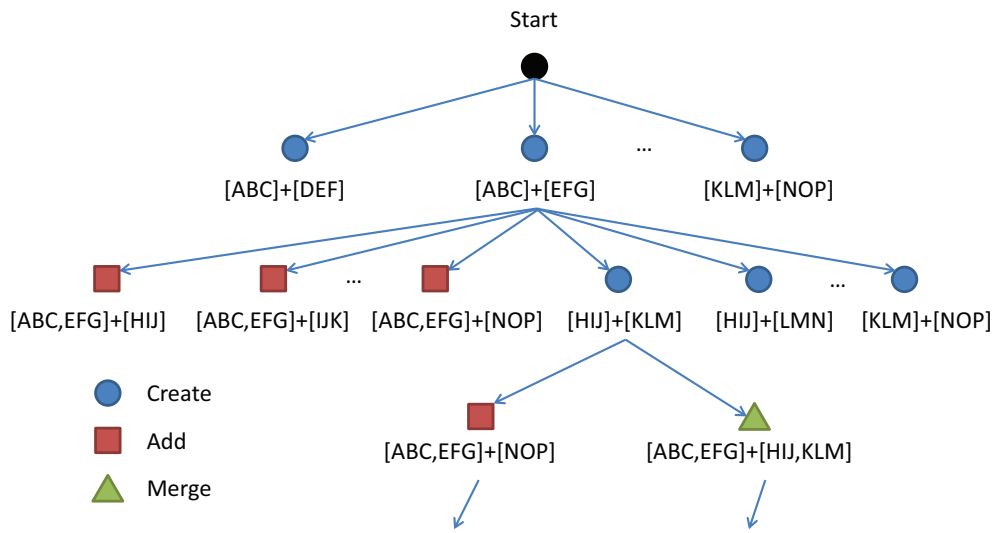 Start
...
[ABC]+[DEF] [ABC]+[EFG] [KLM]+[NOP]
... ...
[ABC,EFG]+[HIJ] [ABC,EFG]+[IJK] [ABC,EFG]+[NOP] [HIJ]+[KLM] [HIJ]+[LMN] [KLM]+[NOP]
Create
Add
[ABC,EFG]+[NOP] [ABC,EFG]+[HIJ,KLM]
Merge